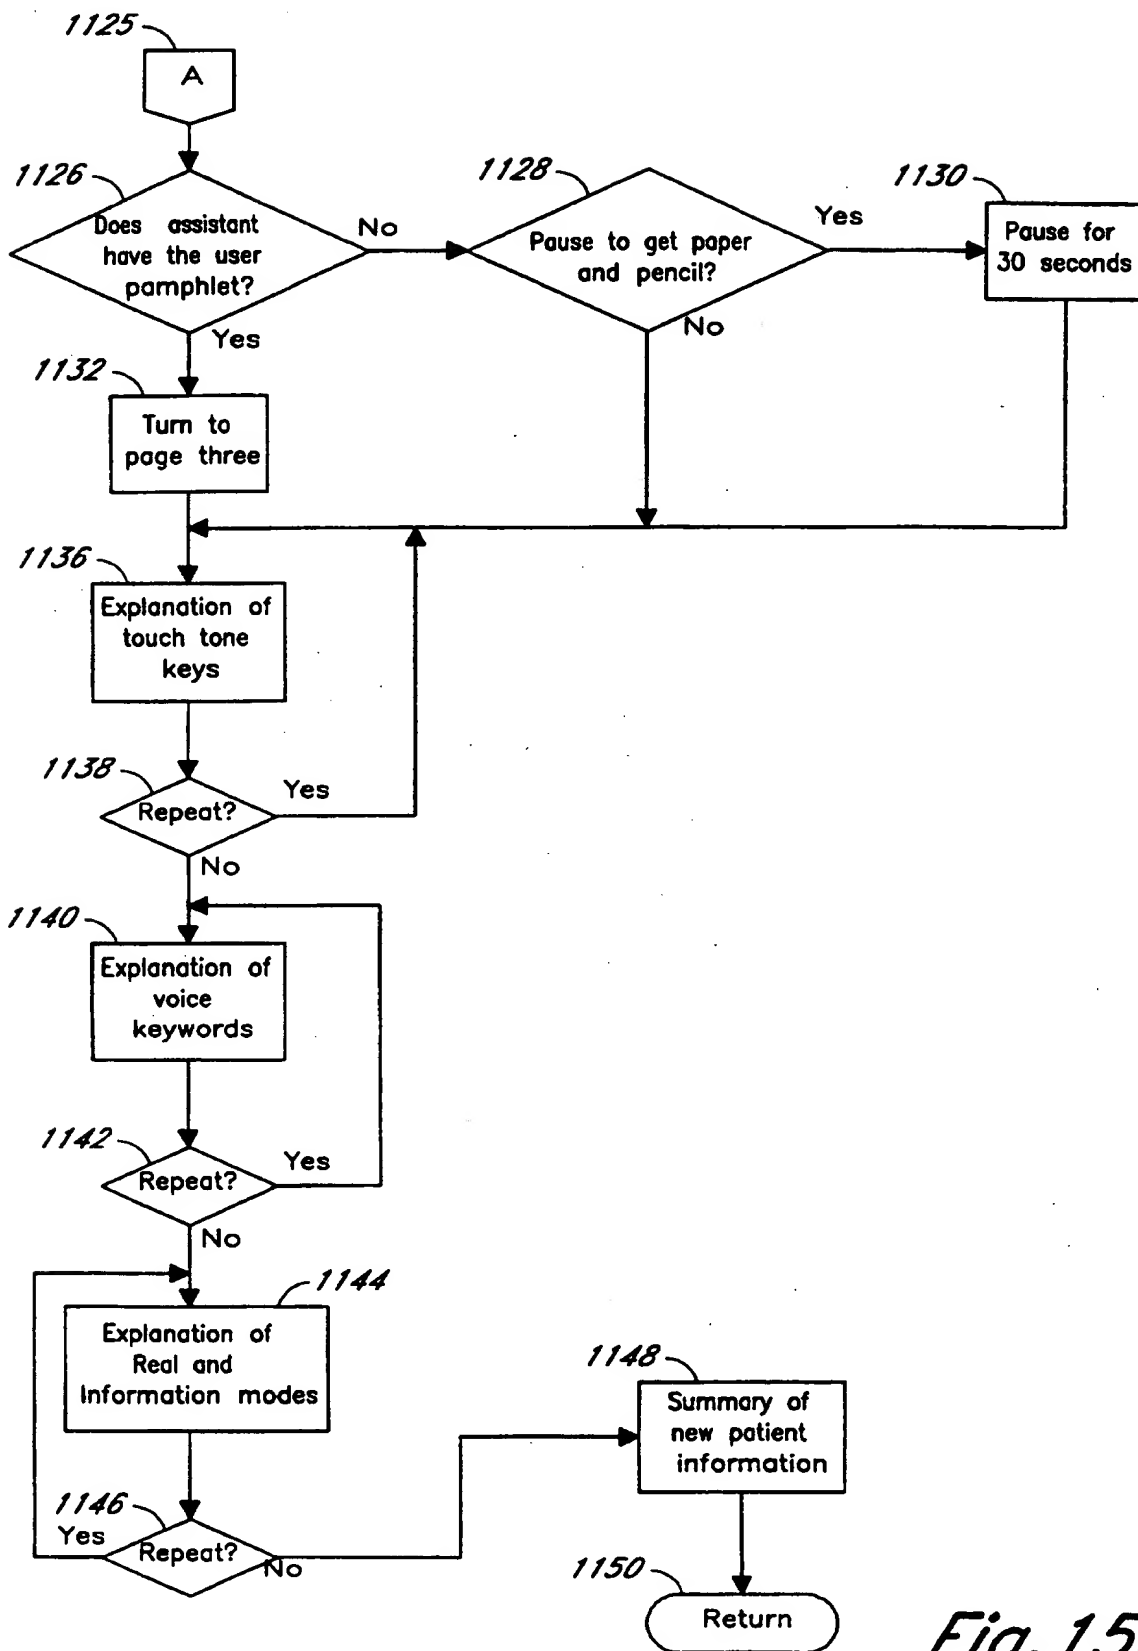 1125
A
1126
Does assistant
have the user
pamphlet?
No
Yes
1128
Pause to get paper
and pencil?
Yes
No
1130
Pause for
30 seconds
1132
Turn to
page three
1136
Explanation of
touch tone
keys
1138
Repeat?
Yes
No
1140
Explanation of
voice
keywords
1142
Repeat?
Yes
No
1144
Explanation of
Real and
Information modes
1146
Yes
Repeat?
No
1148
Summary of
new patient
information
1150
Return
Fig. 15